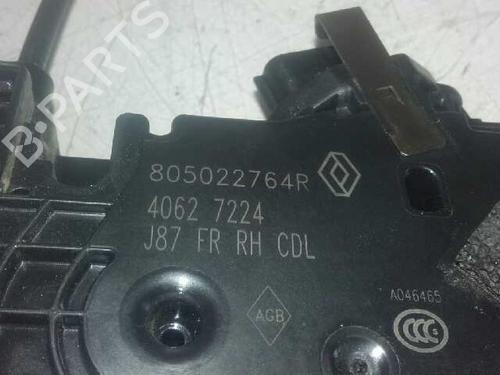 B-PARTS
805022764R
4062 7224
J87 FR RH CDL
AGB
A046465
CCC S